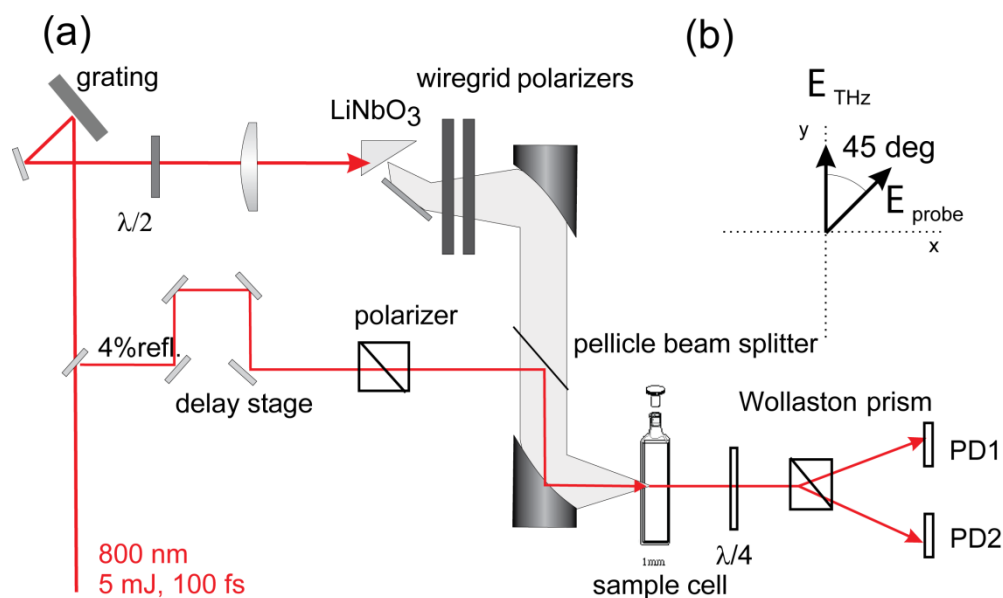 (a)
(b)
grating
wiregrid polarizers
LiNbO3
E THz
y
45 deg
E probe
x
λ/2
4%refl.
polarizer
pellicle beam splitter
delay stage
Wollaston prism
PD1
PD2
1mm
λ/4
sample cell
800 nm
5 mJ, 100 fs